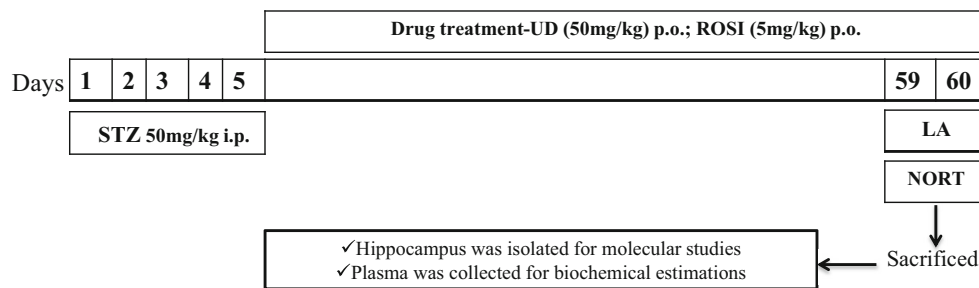 Drug treatment-UD (50mg/kg) p.o.; ROSI (5mg/kg) p.o.
Days 1 2 3 4 5 59 60
STZ 50mg/kg i.p.
LA
NORT
✓Hippocampus was isolated for molecular studies
✓Plasma was collected for biochemical estimations
Sacrificed